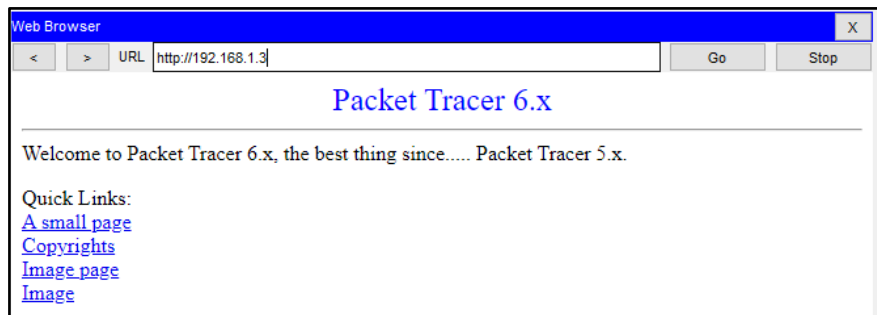 Web Browser X
< > URL http://192.168.1.3 Go Stop
Packet Tracer 6.x
Welcome to Packet Tracer 6.x, the best thing since..... Packet Tracer 5.x.
Quick Links:
A small page
Copyrights
Image page
Image